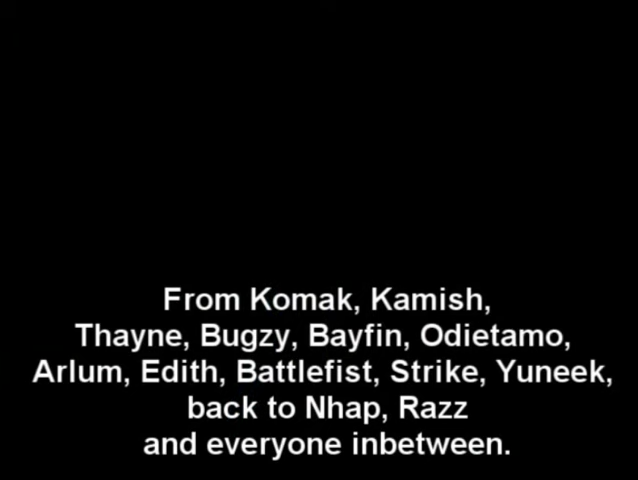 From Komak, Kamish,
Thayne, Bugzy, Bayfin, Odietamo,
Arlum, Edith, Battlefist, Strike, Yuneek,
back to Nhap, Razz
and everyone inbetween.